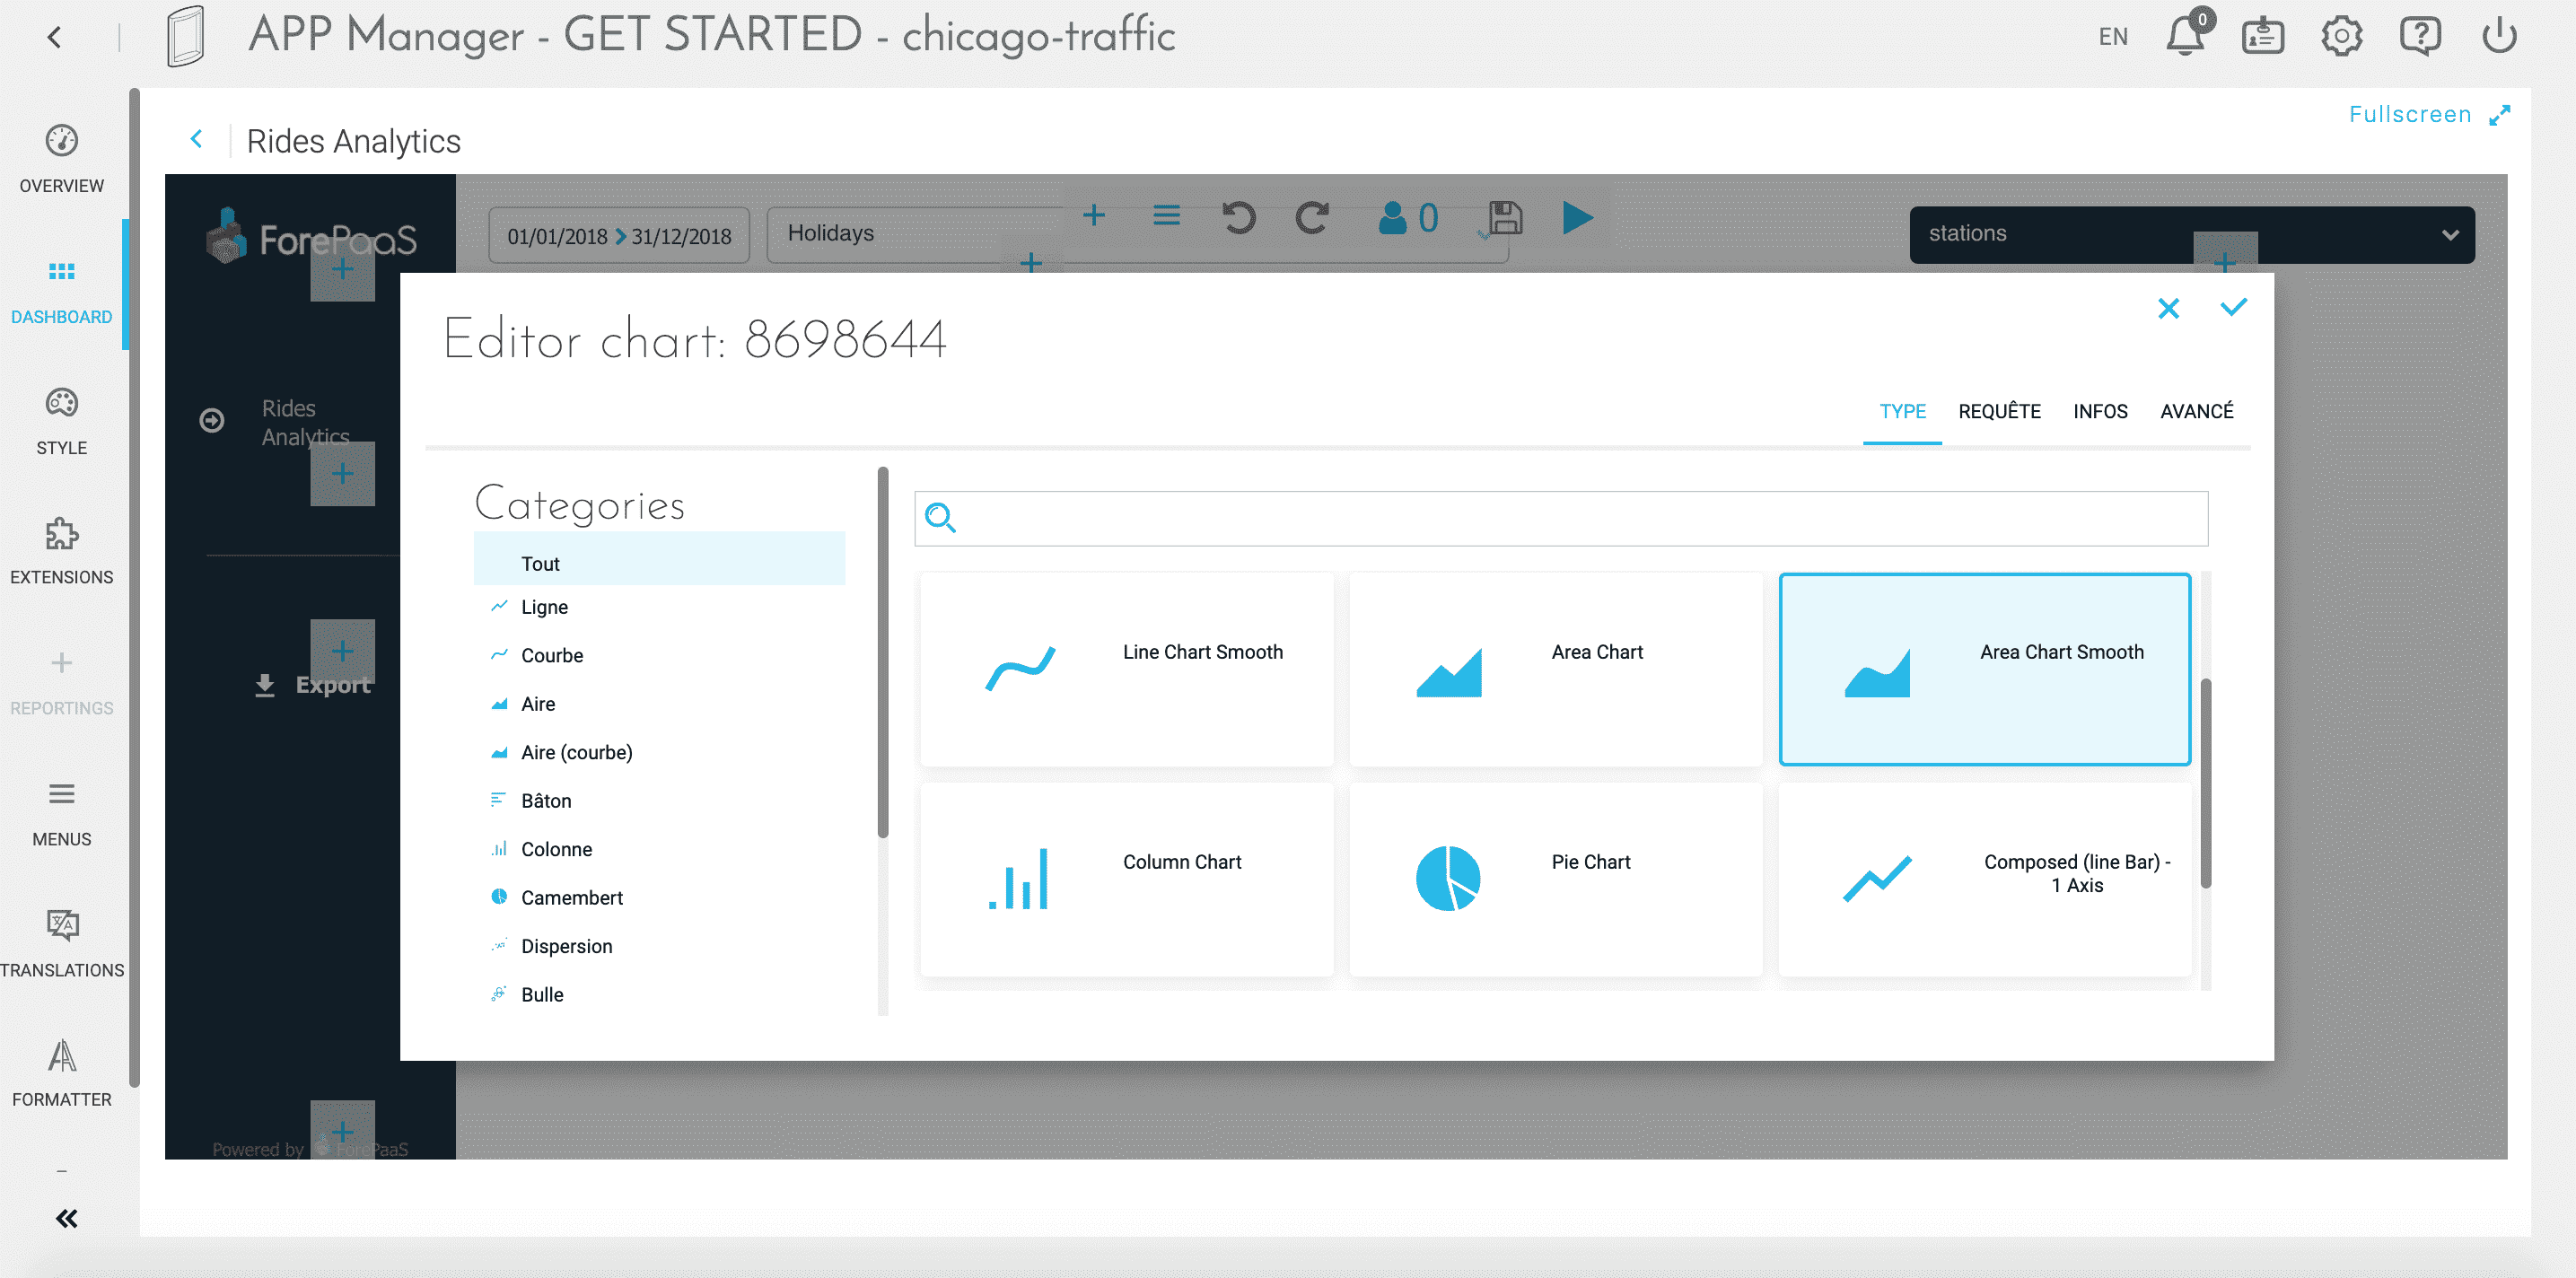 APP Manager - GET STARTED - chicago-traffic
EN
0
Fullscreen
Rides Analytics
OVERVIEW
DASHBOARD
STYLE
EXTENSIONS
REPORTINGS
MENUS
TRANSLATIONS
FORMATTER
ForePaaS
01/01/2018 31/12/2018
Holidays
0
stations
Rides
Analytics
Export
Powered by ForePaaS
Editor chart: 8698644
TYPE REQUÊTE INFOS AVANCÉ
Categories
Tout
Ligne
Courbe
Aire
Aire (courbe)
Bâton
Colonne
Camembert
Dispersion
Bulle
Line Chart Smooth
Area Chart
Area Chart Smooth
Column Chart
Pie Chart
Composed (line Bar) -
1 Axis